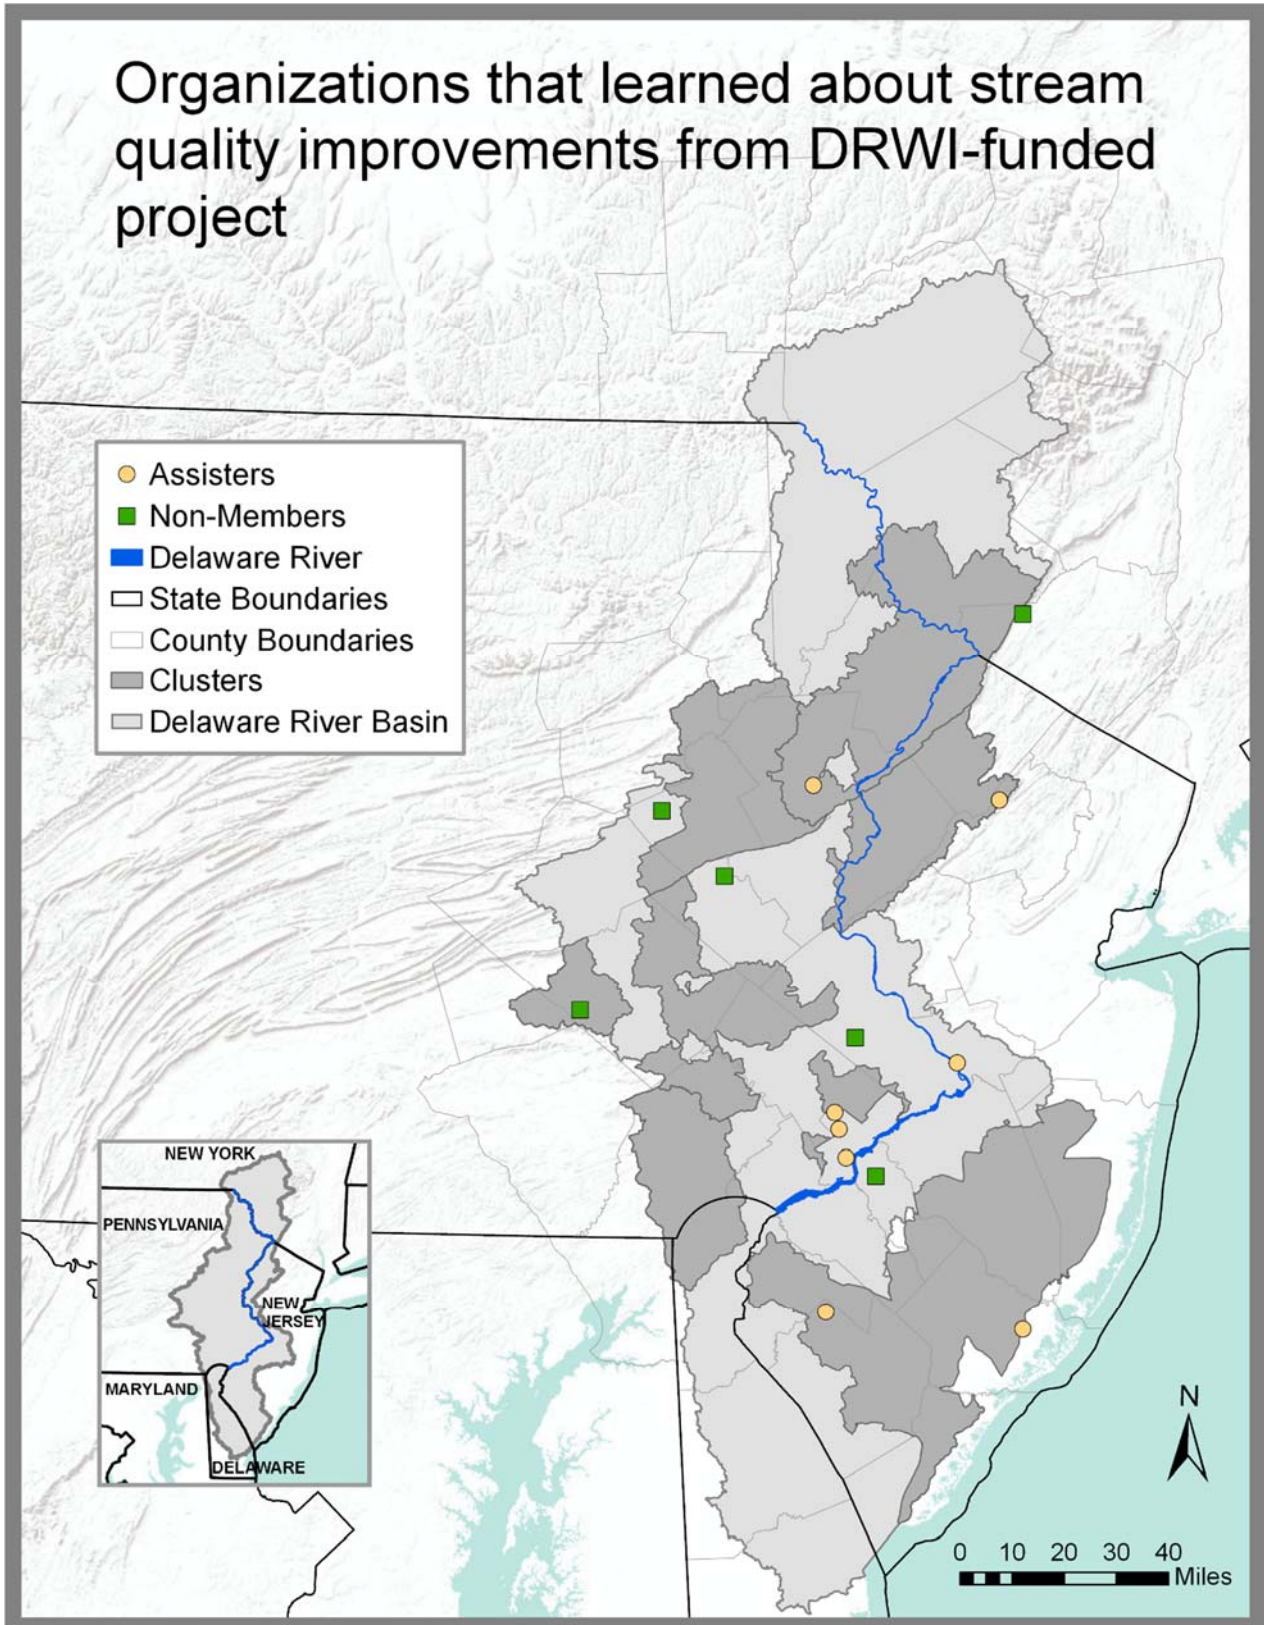 Organizations that learned about stream
quality improvements from DRWI-funded
project
Assisters
Non-Members
Delaware River
State Boundaries
County Boundaries
Clusters
Delaware River Basin
NEW YORK
PENNSYLVANIA
NEW
JERSEY
MARYLAND
DELAWARE
N
0 10 20 30 40
Miles